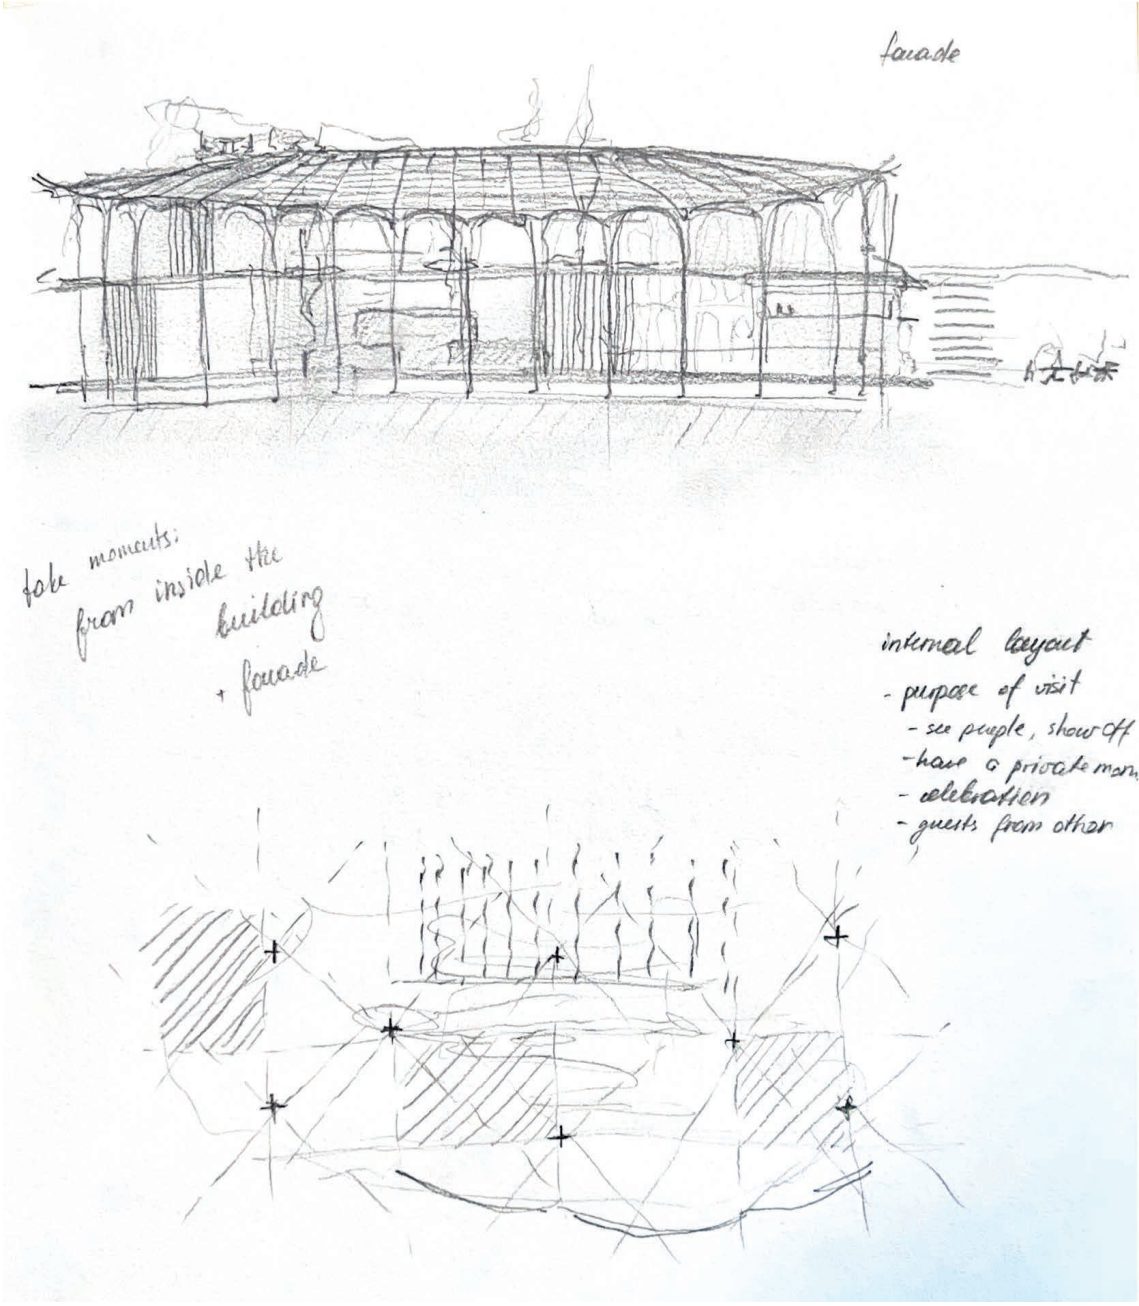 facade
take moments:
from inside the
building
+ facade
internal layout
- purpose of visit
- see people, show off
- have a private mom
- celebration
- guests from other